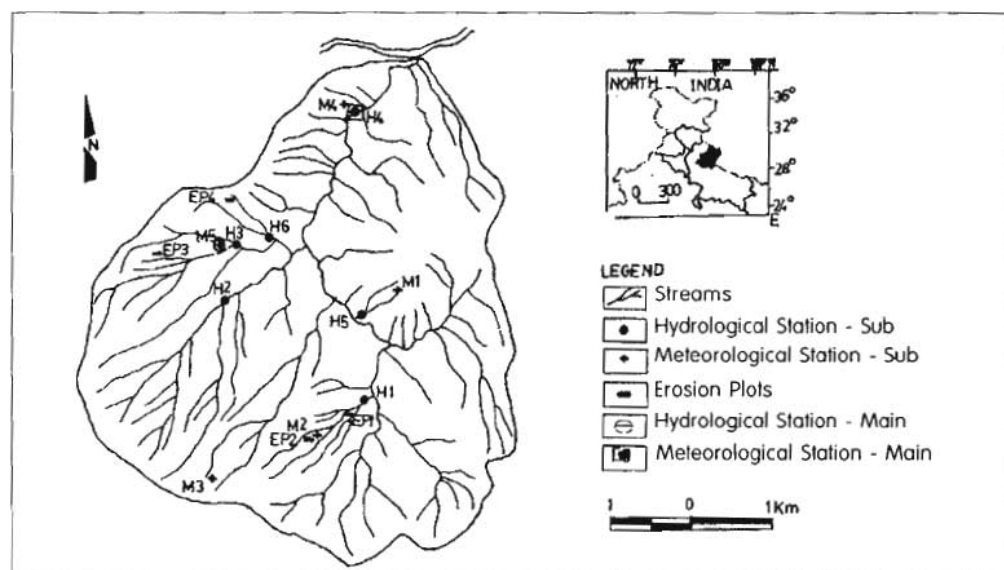 N
M4
H4
EP4
H6
M5
H3
EP3
H2
M1
H5
H1
EP1
M2
EP2
M3
NORTH INDIA
36°
32°
28°
24°
E
0 300
LEGEND
Streams
Hydrological Station - Sub
Meteorological Station - Sub
Erosion Plots
Hydrological Station - Main
Meteorological Station - Main
1 0 1Km